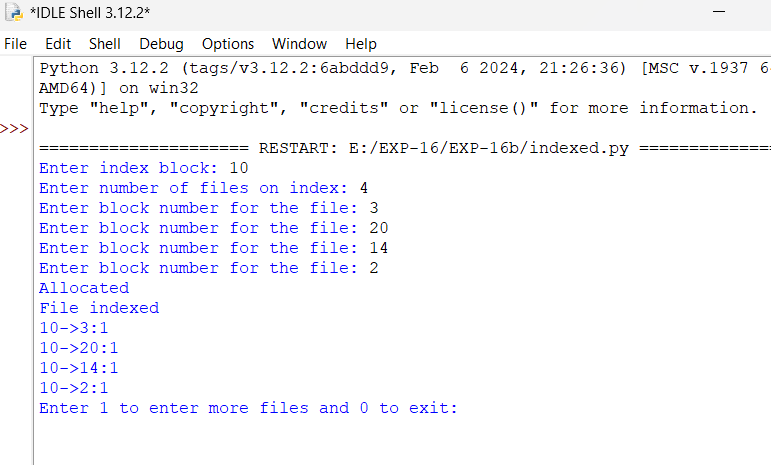 *IDLE Shell 3.12.2*
File Edit Shell Debug Options Window Help
Python 3.12.2 (tags/v3.12.2:6abddd9, Feb  6 2024, 21:26:36) [MSC v.1937 6
AMD64)] on win32
Type "help", "copyright", "credits" or "license()" for more information.
>>>
===================== RESTART: E:/EXP-16/EXP-16b/indexed.py ==============
Enter index block: 10
Enter number of files on index: 4
Enter block number for the file: 3
Enter block number for the file: 20
Enter block number for the file: 14
Enter block number for the file: 2
Allocated
File indexed
10->3:1
10->20:1
10->14:1
10->2:1
Enter 1 to enter more files and 0 to exit: